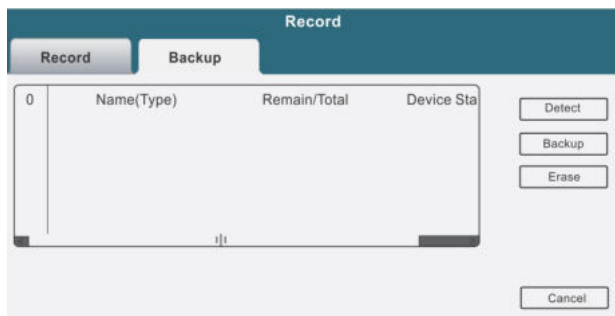 Record
Record Backup
0 Name(Type) Remain/Total Device Sta
Detect
Backup
Erase
Cancel